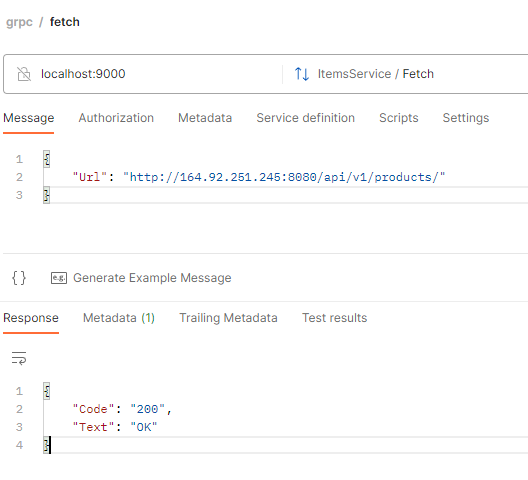 grpc / fetch
localhost:9000
ItemsService / Fetch
Message Authorization Metadata Service definition Scripts Settings
1 {
2 "Url": "http://164.92.251.245:8080/api/v1/products/"
3 }
{} e.g. Generate Example Message
Response Metadata (1) Trailing Metadata Test results
1 {
2 "Code": "200",
3 "Text": "OK"
4 }